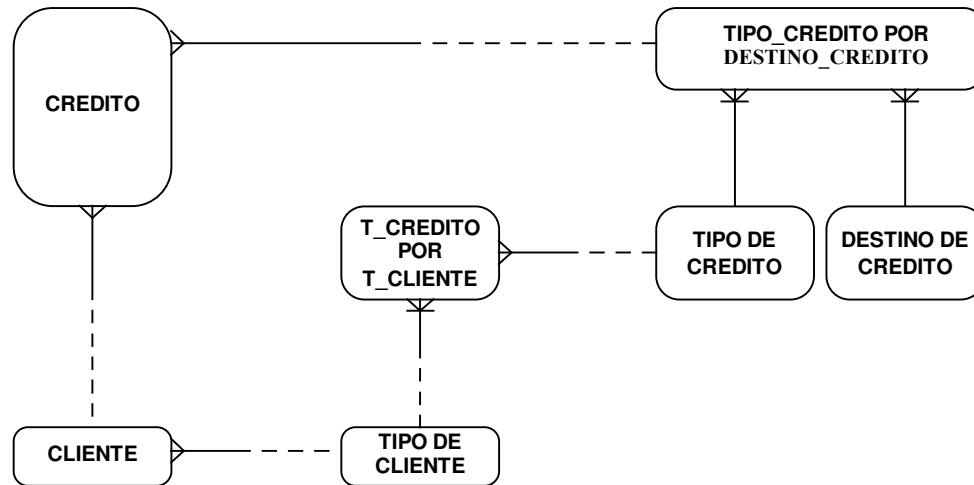 TIPO_CREDITO POR
DESTINO_CREDITO
CREDITO
T_CREDITO
POR
T_CLIENTE
TIPO DE
CREDITO
DESTINO DE
CREDITO
CLIENTE
TIPO DE
CLIENTE